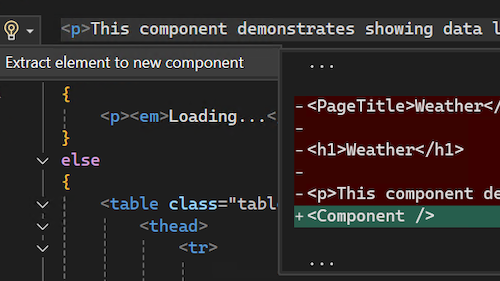 <p>This component demonstrates showing data
Extract element to new component
{
<p><em>Loading...<
}
else
{
<table class="tabl
<thead>
<tr>
...
-<PageTitle>Weather</
-
-<h1>Weather</h1>
-
-<p>This component de
+<Component />
...